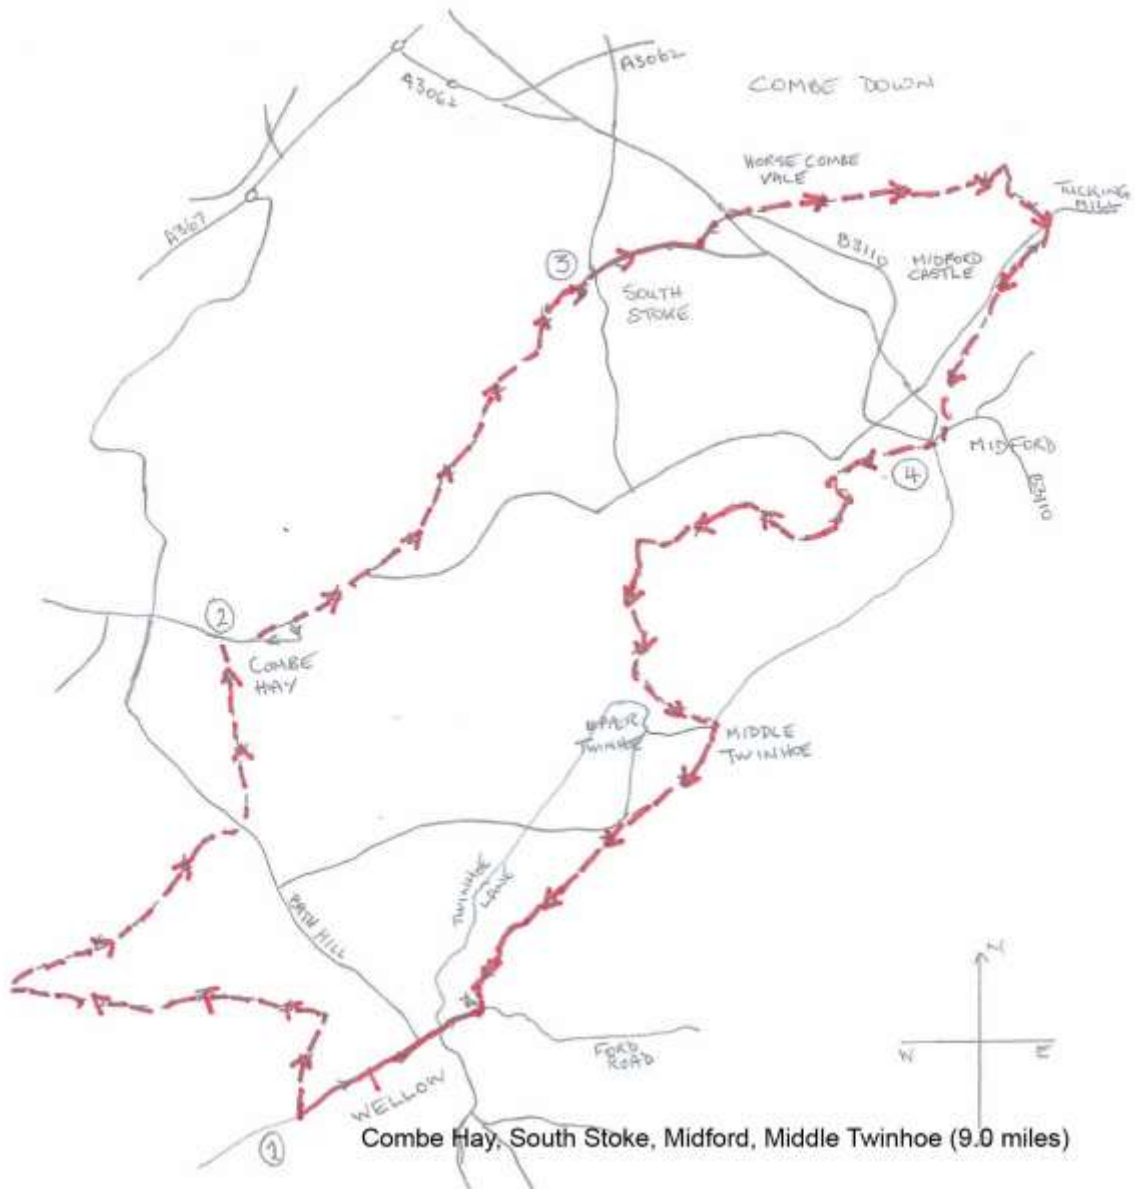 A3062
A3062
COMBE DOWN
HORSE COMBE
VALE
TUCKING
MILL
A367
B3110
MIDFORD
CASTLE
3
SOUTH
STOKE
MIDFORD
4
B3110
2
COMBE
HAY
UPPER
TWINHOE
MIDDLE
TWINHOE
TWINHOE
LANE
BATH HILL
N
W
E
FORD
ROAD
WELLOW
1
Combe Hay, South Stoke, Midford, Middle Twinhoe (9.0 miles)